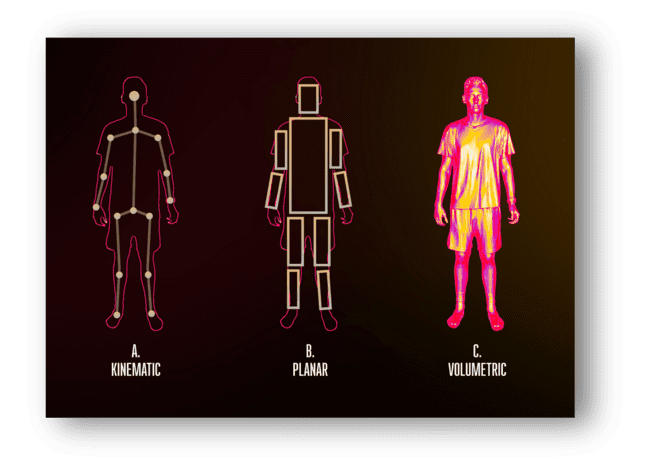 A.
KINEMATIC
B.
PLANAR
C.
VOLUMETRIC